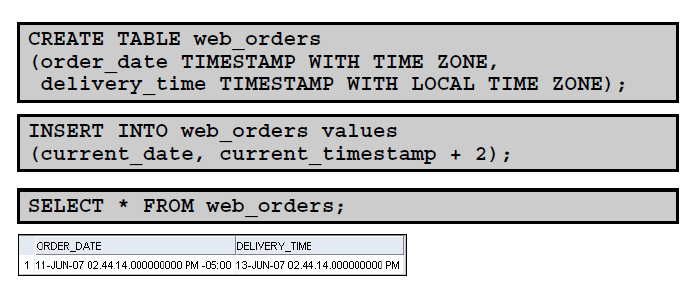 CREATE TABLE web_orders
(order_date TIMESTAMP WITH TIME ZONE,
delivery_time TIMESTAMP WITH LOCAL TIME ZONE);
INSERT INTO web_orders values
(current_date, current_timestamp + 2);
SELECT * FROM web_orders;
ORDER_DATE DELIVERY_TIME
1 11-JUN-07 02.44.14.000000000 PM -05:00 13-JUN-07 02.44.14.000000000 PM